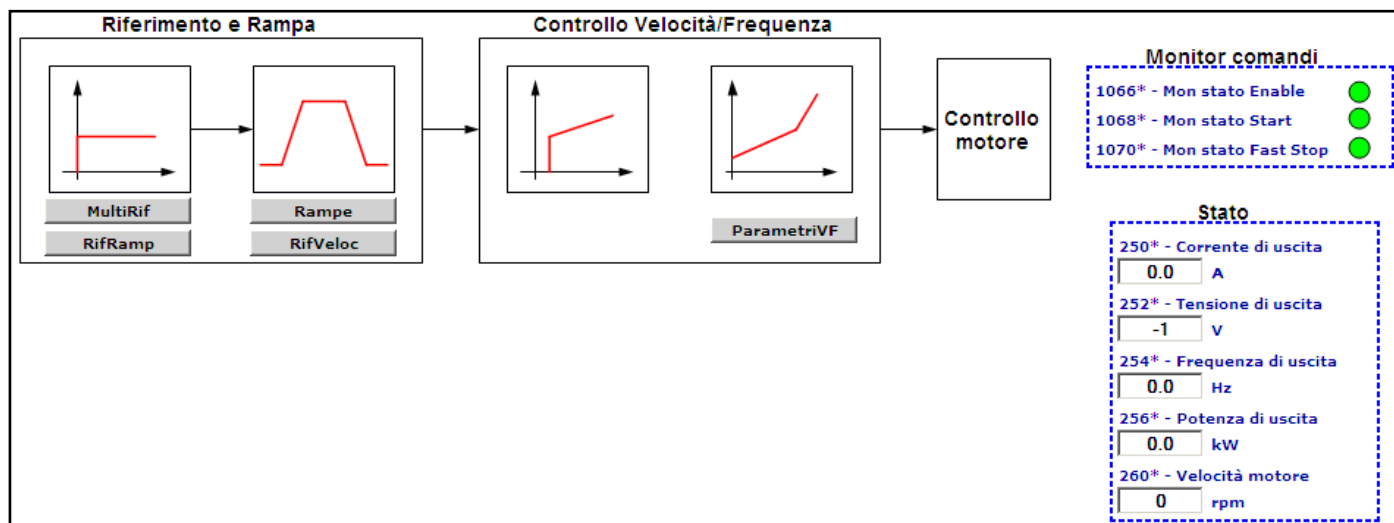 Riferimento e Rampa
MultiRif
RifRamp
Rampe
RifVeloc
Controllo Velocità/Frequenza
ParametriVF
Controllo
motore
Monitor comandi
1066* - Mon stato Enable
1068* - Mon stato Start
1070* - Mon stato Fast Stop
Stato
250* - Corrente di uscita
0.0 A
252* - Tensione di uscita
-1 V
254* - Frequenza di uscita
0.0 Hz
256* - Potenza di uscita
0.0 kW
260* - Velocità motore
0 rpm